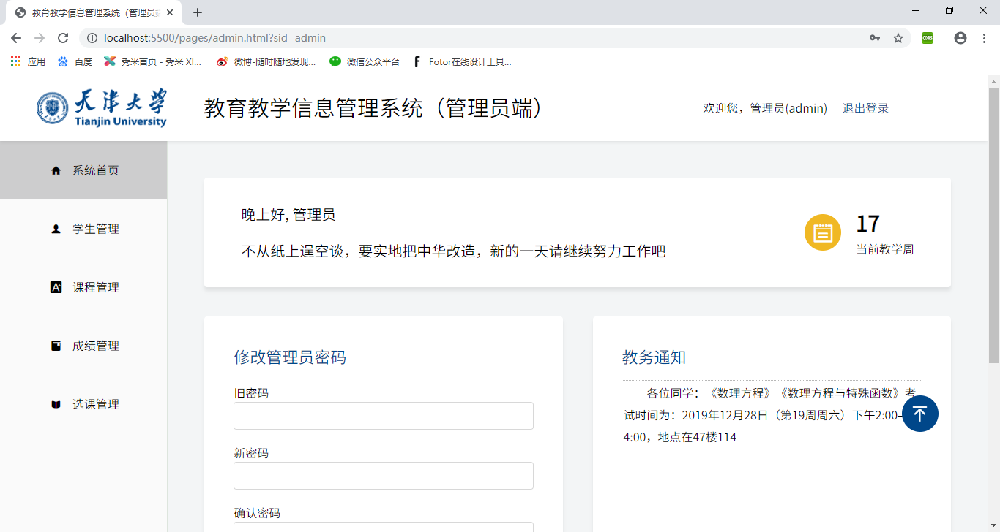 教育教学信息管理系统（管理员端
localhost:5500/pages/admin.html?sid=admin
CORS
应用 百度 秀米首页 - 秀米 XI... 微博-随时随地发现... 微信公众平台 Fotor在线设计工具...
天津大学
Tianjin University
教育教学信息管理系统（管理员端）
欢迎您，管理员(admin) 退出登录
系统首页
学生管理
课程管理
成绩管理
选课管理
晚上好, 管理员
不从纸上逞空谈，要实地把中华改造，新的一天请继续努力工作吧
17
当前教学周
修改管理员密码
旧密码
新密码
确认密码
教务通知
各位同学：《数理方程》《数理方程与特殊函数》考
试时间为：2019年12月28日（第19周周六）下午2:00-
4:00，地点在47楼114